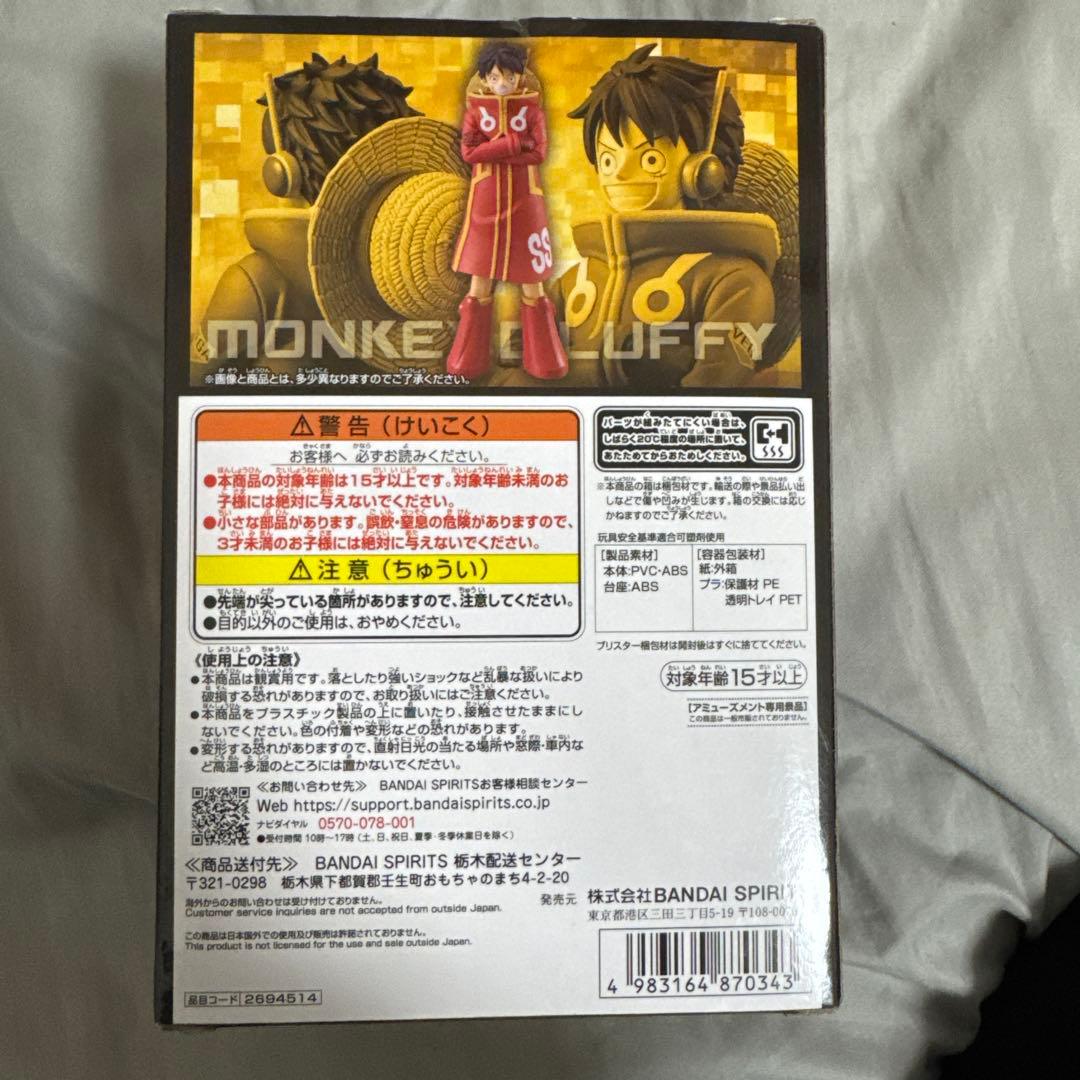 SS
MONKEY D LUFFY
※画像と商品とは、多少異なりますのでご了承ください。
⚠警告（けいこく）
お客様へ 必ずお読みください。
●本商品の対象年齢は15才以上です。対象年齢未満のお
子様には絶対に与えないでください。
●小さな部品があります。誤飲・窒息の危険がありますので、
3才未満のお子様には絶対に与えないでください。
⚠注意（ちゅうい）
●先端が尖っている箇所がありますので、注意してください。
●目的以外のご使用は、おやめください。
《使用上の注意》
●本商品は観賞用です。落としたり強いショックなど乱暴な扱いにより
破損する恐れがありますので、お取り扱いにはご注意ください。
●本商品をプラスチック製品の上に置いたり、接触させたままにし
ないでください。色の付着や変形などの恐れがあります。
●変形する恐れがありますので、直射日光の当たる場所や窓際・車内な
ど高温・多湿のところには置かないでください。
≪お問い合わせ先≫ BANDAI SPIRITSお客様相談センター
Web https://support.bandaispirits.co.jp
ナビダイヤル 0570-078-001
●受付時間 10時～17時（土、日、祝日、夏季・冬季休業日を除く）
≪商品送付先≫ BANDAI SPIRITS 栃木配送センター
〒321-0298 栃木県下都賀郡壬生町おもちゃのまち4-2-20
海外からのお問い合わせは受け付けておりません。
Customer service inquiries are not accepted from outside Japan.
この商品は日本国外での使用及び販売は許諾されておりません。
This product is not licensed for the use and sale outside Japan.
品目コード 2694514
パーツが組みたてにくい場合は、
しばらく20℃程度の場所に置いて、
あたためてからおためしください。
※本商品の箱は梱包材です。輸送の際や景品払い出
しなどで傷や凹みが生じます。箱の交換には応じ
かねますのでご了承ください。
玩具安全基準適合可塑剤使用
［製品素材］
本体:PVC・ABS
台座:ABS
［容器包装材］
紙:外箱
プラ:保護材 PE
透明トレイ PET
ブリスター梱包材は開封後はすぐに捨ててください。
対象年齢15才以上
【アミューズメント専用景品】
この商品は一般市販されておりません。
発売元 株式会社BANDAI SPIRITS
東京都港区三田三丁目5-19 〒108-00
4 983164 870343